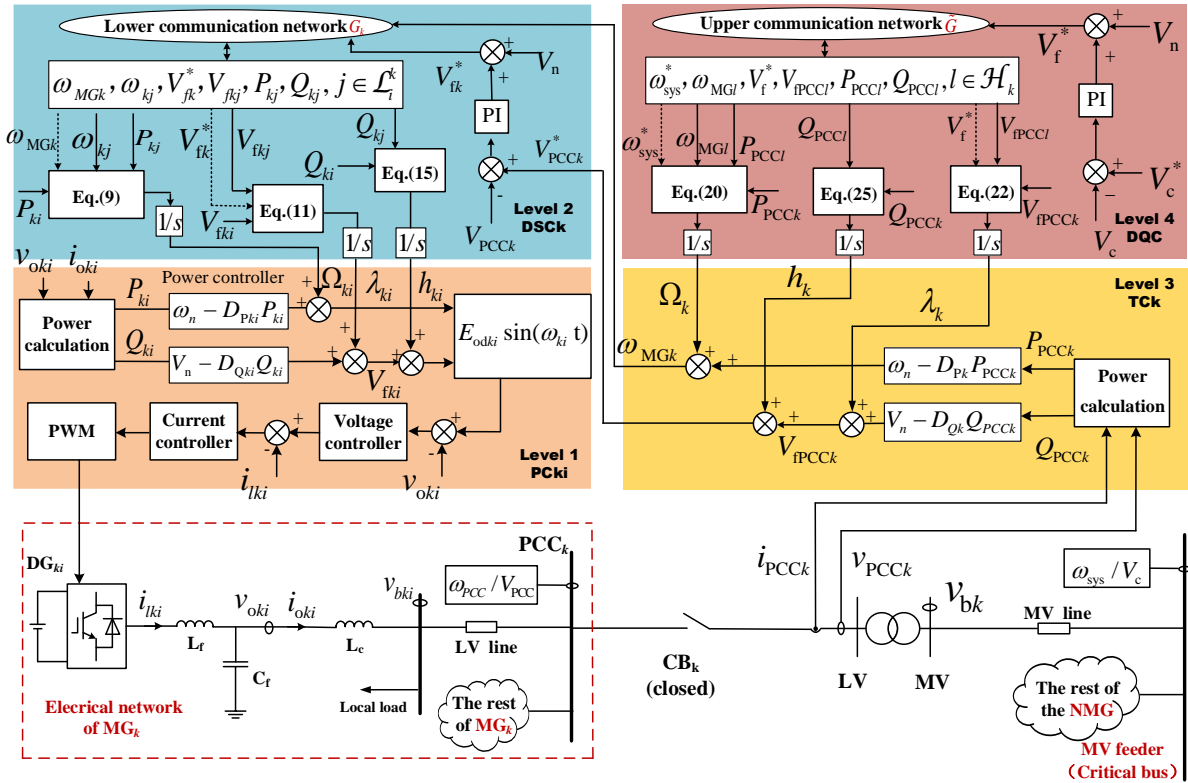 Lower communication network G_k
ω_MGk, ω_kj, V*_fk, V_fkj, P_kj, Q_kj, j ∈ 𝓛_i^k
V*_fk
V_n
PI
ω_MGk
ω_kj
P_kj
V*_fk
V_fkj
Q_kj
Q_ki
Eq.(9)
Eq.(11)
Eq.(15)
P_ki
V_fki
1/s
1/s
1/s
V*_PCCk
V_PCCk
Level 2
DSCk
Upper communication network G̃
ω*_sys, ω_MGl, V*_f, V_fPCCl, P_PCCl, Q_PCCl, l ∈ 𝓗_k
V*_f
V_n
PI
ω*_sys
ω_MGl
P_PCCl
Q_PCCl
V*_f
V_fPCCl
Eq.(20)
Eq.(25)
Eq.(22)
P_PCCk
Q_PCCk
V_fPCCk
V*_c
V_c
1/s
1/s
1/s
Level 4
DQC
v_oki
i_oki
Power controller
Power
calculation
P_ki
Q_ki
ω_n − D_Pki P_ki
V_n − D_Qki Q_ki
Ω_ki
λ_ki
h_ki
V_fki
E_odki sin(ω_ki t)
PWM
Current
controller
Voltage
controller
i_lki
v_oki
Level 1
PCki
Level 3
TCk
Ω_k
h_k
λ_k
ω_MGk
ω_n − D_Pk P_PCCk
V_n − D_Qk Q_PCCk
V_fPCCk
P_PCCk
Power
calculation
Q_PCCk
DG_ki
i_lki
L_f
v_oki
C_f
i_oki
L_c
v_bki
Local load
LV line
ω_PCC / V_PCC
PCC_k
The rest
of MG_k
Elecrical network
of MG_k
CB_k
(closed)
i_PCCk
v_PCCk
v_bk
LV
MV
MV line
ω_sys / V_c
The rest of
the NMG
MV feeder
（Critical bus）